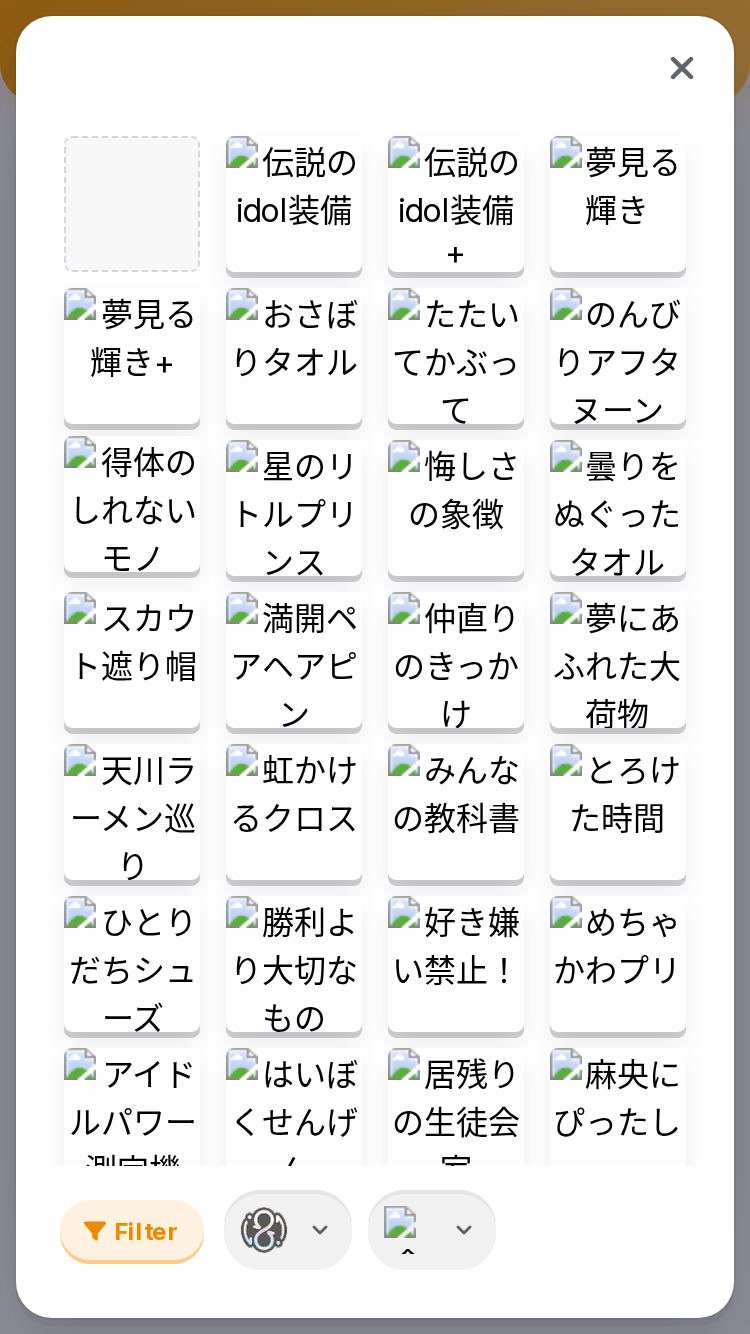 伝説の
idol装備
伝説の
idol装備
+
夢見る
輝き
夢見る
輝き+
おさぼ
りタオル
たたい
てかぶっ
て
のんび
りアフタ
ヌーン
得体の
しれない
モノ
星のリ
トルプリ
ンス
悔しさ
の象徴
曇りを
ぬぐった
タオル
スカウ
ト遮り帽
満開ペ
アヘアピ
ン
仲直り
のきっか
け
夢にあ
ふれた大
荷物
天川ラ
ーメン巡
り
虹かけ
るクロス
みんな
の教科書
とろけ
た時間
ひとり
だちシュ
ーズ
勝利よ
り大切な
もの
好き嫌
い禁止！
めちゃ
かわプリ
アイド
ルパワー
測定機
はいぼ
くせんげ
ん
居残り
の生徒会
室
麻央に
ぴったし
Filter